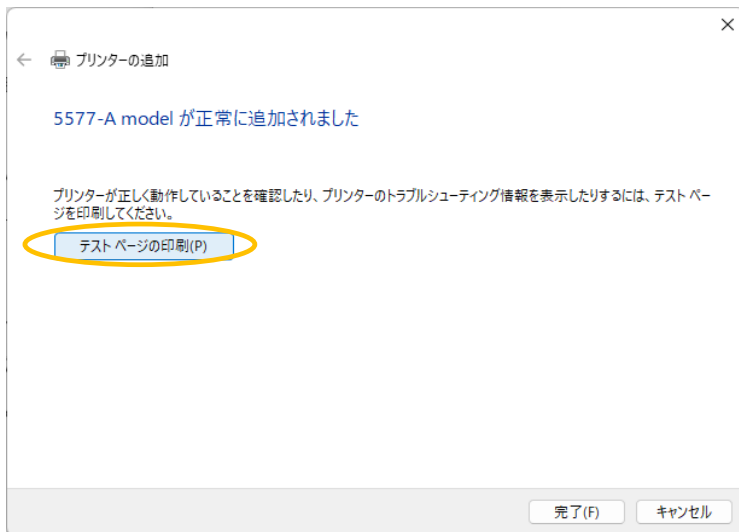 プリンターの追加
5577-A model が正常に追加されました
プリンターが正しく動作していることを確認したり、プリンターのトラブルシューティング情報を表示したりするには、テスト ペー
ジを印刷してください。
テスト ページの印刷(P)
完了(F)
キャンセル